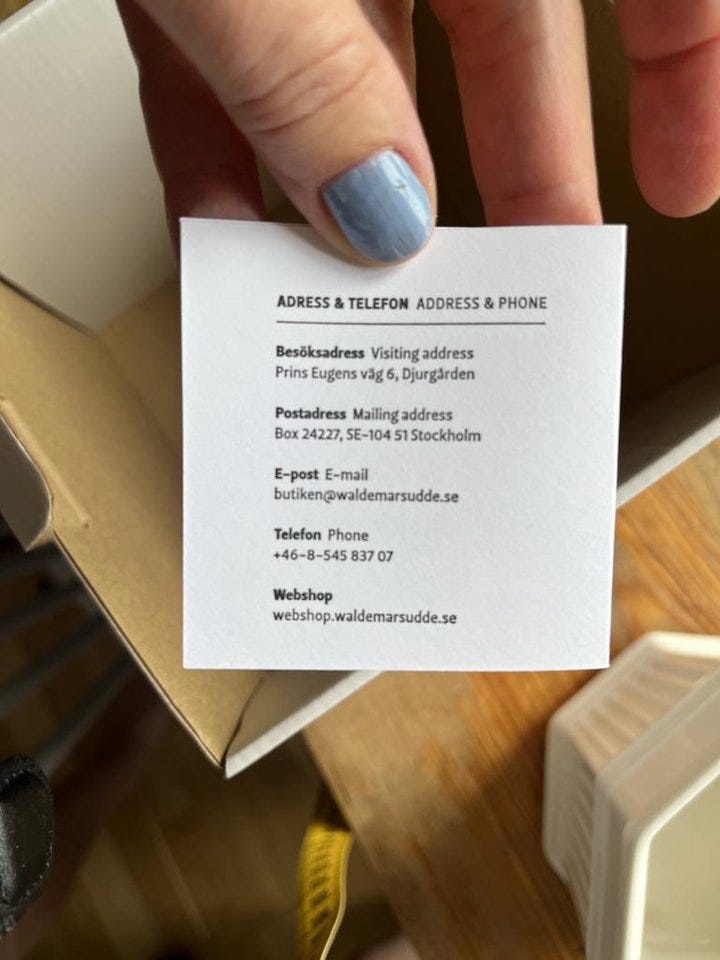 ADRESS & TELEFON ADDRESS & PHONE
Besöksadress Visiting address
Prins Eugens väg 6, Djurgården
Postadress Mailing address
Box 24227, SE-104 51 Stockholm
E-post E-mail
butiken@waldemarsudde.se
Telefon Phone
+46-8-545 837 07
Webshop
webshop.waldemarsudde.se